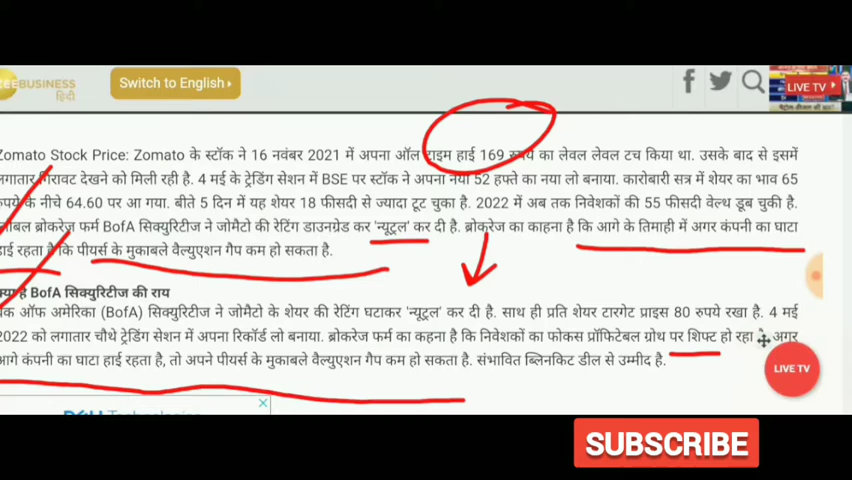 BUSINESS
हिंदी
Switch to English
LIVE TV
Zomato Stock Price: Zomato के स्टॉक ने 16 नवंबर 2021 में अपना ऑल टाइम हाई 169 रुपये का लेवल लेवल टच किया था. उसके बाद से इसमें
लगातार गिरावट देखने को मिली रही है. 4 मई के ट्रेडिंग सेशन में BSE पर स्टॉक ने अपना नया 52 हफ्ते का नया लो बनाया. कारोबारी सत्र में शेयर का भाव 65
रुपये के नीचे 64.60 पर आ गया. बीते 5 दिन में यह शेयर 18 फीसदी से ज्यादा टूट चुका है. 2022 में अब तक निवेशकों की 55 फीसदी वेल्थ डूब चुकी है.
ब्रोकरेज फर्म BofA सिक्युरिटीज ने जोमैटो की रेटिंग डाउनग्रेड कर 'न्यूट्रल' कर दी है. ब्रोकरेज का काहना है कि आगे के तिमाही में अगर कंपनी का घाटा
हाई रहता है कि पीयर्स के मुकाबले वैल्युएशन गैप कम हो सकता है.
क्या है BofA सिक्युरिटीज की राय
बैंक ऑफ अमेरिका (BofA) सिक्युरिटीज ने जोमैटो के शेयर की रेटिंग घटाकर 'न्यूट्रल' कर दी है. साथ ही प्रति शेयर टारगेट प्राइस 80 रुपये रखा है. 4 मई
2022 को लगातार चौथे ट्रेडिंग सेशन में अपना रिकॉर्ड लो बनाया. ब्रोकरेज फर्म का कहना है कि निवेशकों का फोकस प्रॉफिटेबल ग्रोथ पर शिफ्ट हो रहा अगर
आगे कंपनी का घाटा हाई रहता है, तो अपने पीयर्स के मुकाबले वैल्युएशन गैप कम हो सकता है. संभावित ब्लिनकिट डील से उम्मीद है.
LIVE TV
SUBSCRIBE